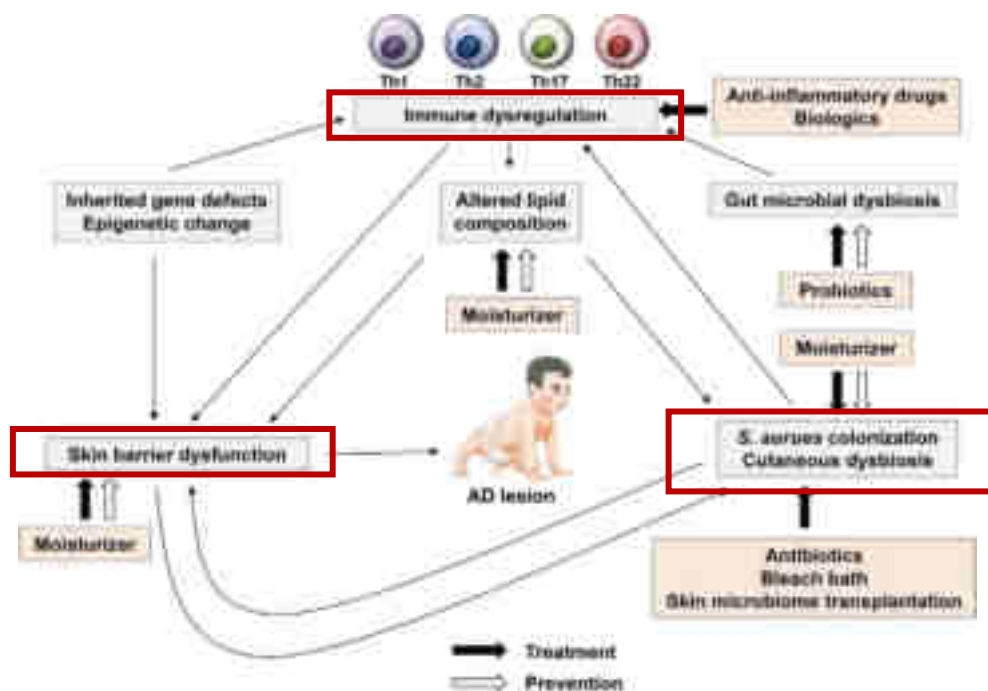 Th1 Th2 Th17 Th22
Immune dysregulation
Anti-inflammatory drugs
Biologics
Inherited gene defects
Epigenetic change
Altered lipid
composition
Gut microbial dysbiosis
Moisturizer
Probiotics
Moisturizer
Skin barrier dysfunction
AD lesion
S. aurues colonization
Cutaneous dysbiosis
Moisturizer
Antibiotics
Bleach bath
Skin microbiome transplantation
Treatment
Prevention